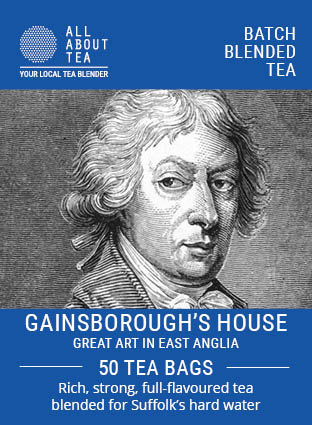 ALL
ABOUT
TEA
YOUR LOCAL TEA BLENDER
BATCH
BLENDED
TEA
GAINSBOROUGH'S HOUSE
GREAT ART IN EAST ANGLIA
50 TEA BAGS
Rich, strong, full-flavoured tea
blended for Suffolk's hard water